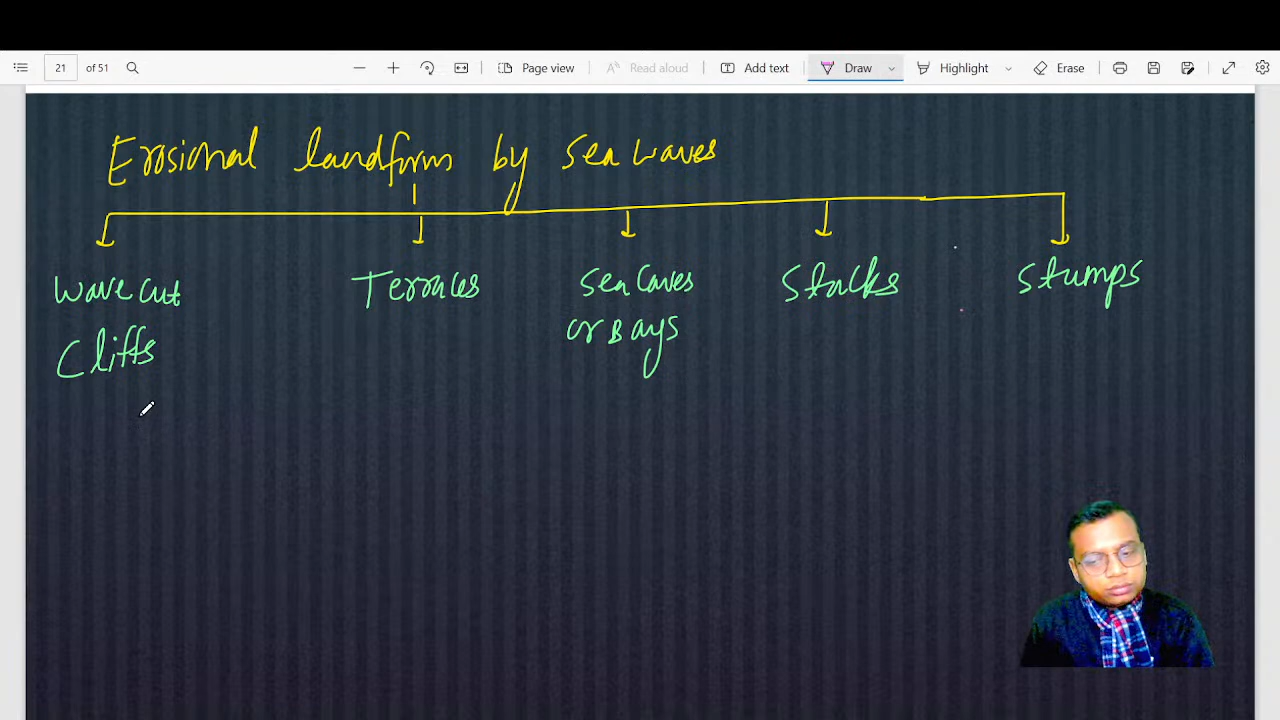 21 of 51 Page view Read aloud Add text Draw Highlight Erase
Erosional landform by sea waves
wave cut Terraces sea caves Stacks stumps
Cliffs or Bays